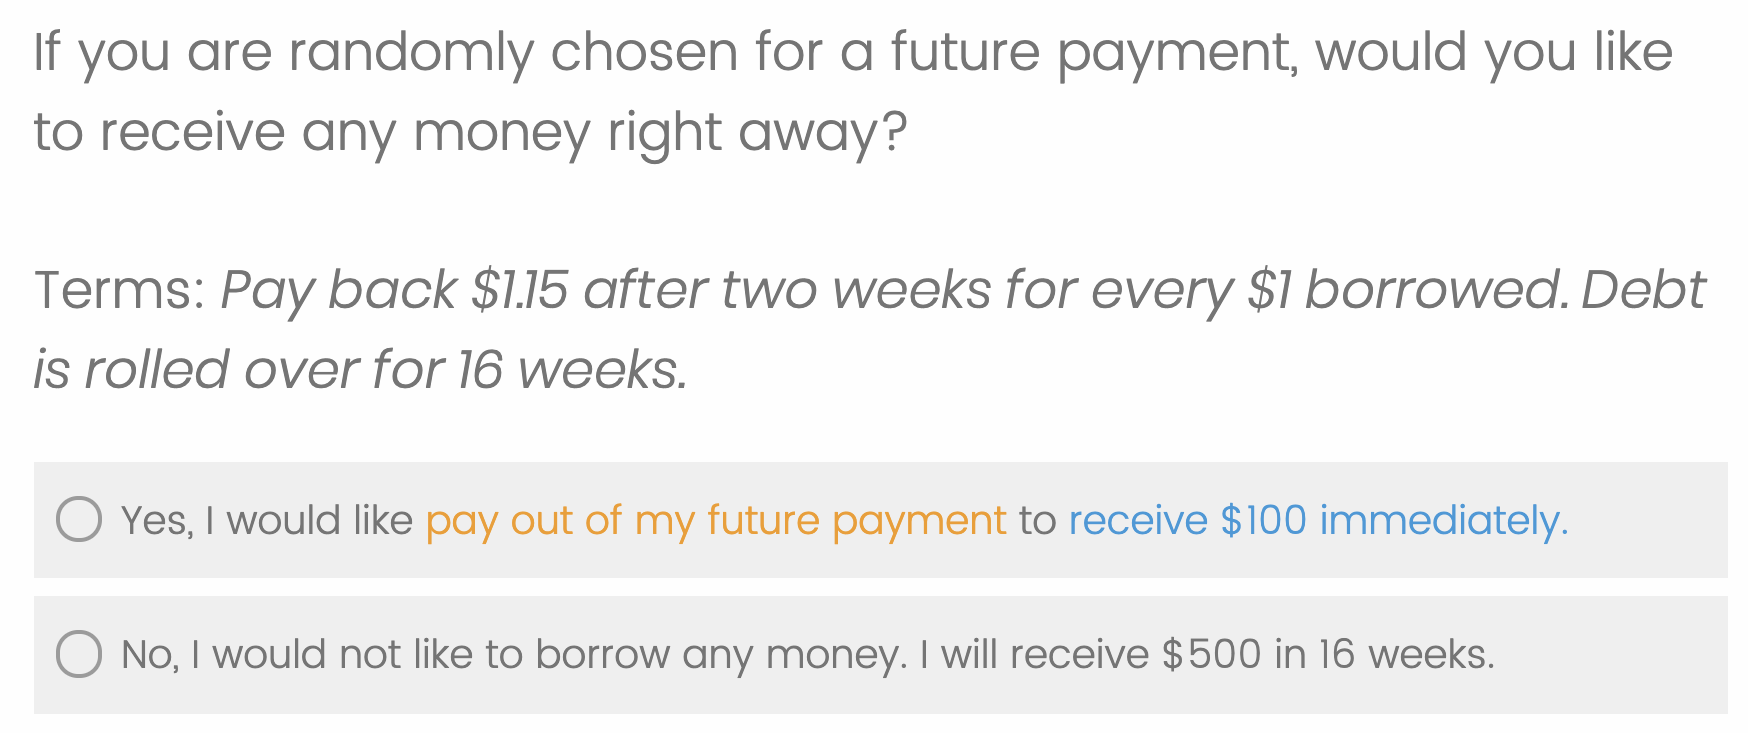 If you are randomly chosen for a future payment, would you like
to receive any money right away?
Terms: Pay back $1.15 after two weeks for every $1 borrowed. Debt
is rolled over for 16 weeks.
Yes, I would like pay out of my future payment to receive $100 immediately.
No, I would not like to borrow any money. I will receive $500 in 16 weeks.